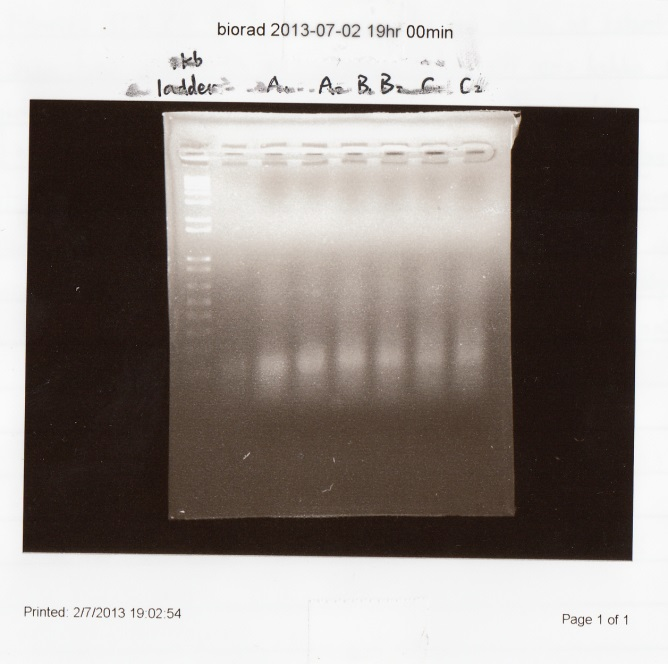 biorad 2013-07-02 19hr 00min
kb
ladder A₁ A₂ B₁ B₂ C₁ C₂
Printed: 2/7/2013 19:02:54
Page 1 of 1